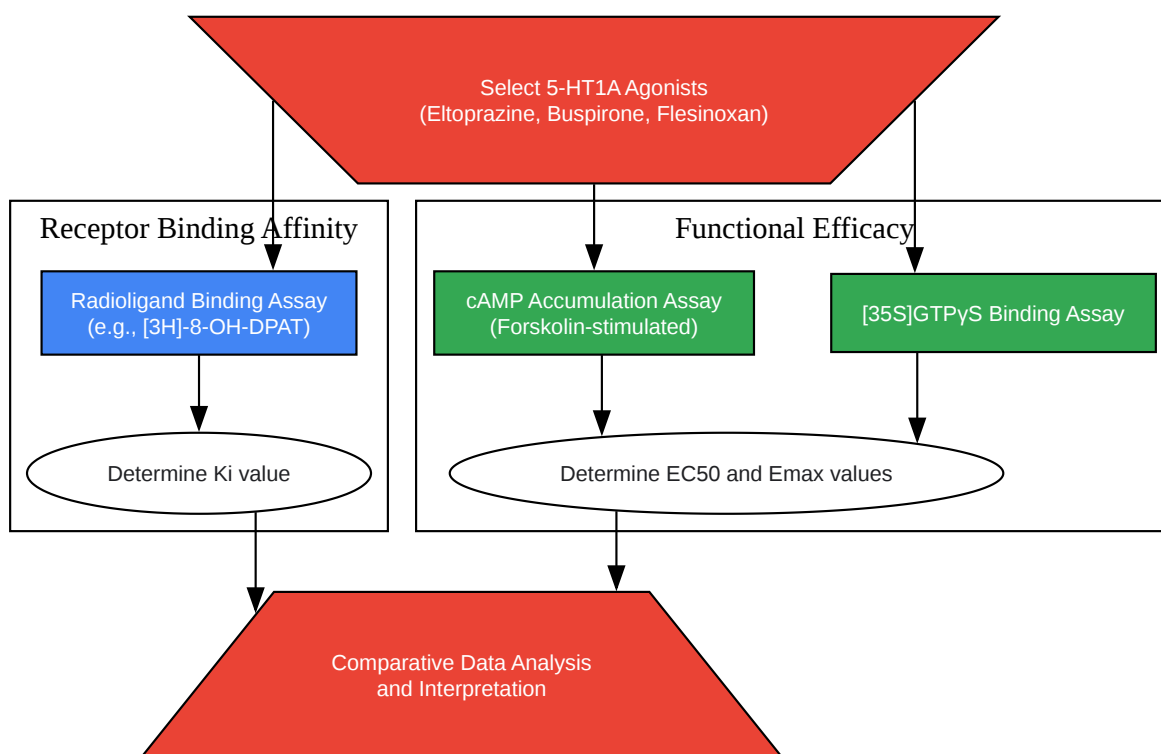 Select 5-HT1A Agonists
(Eltoprazine, Buspirone, Flesinoxan)
Receptor Binding Affinity
Functional Efficacy
Radioligand Binding Assay
(e.g., [3H]-8-OH-DPAT)
cAMP Accumulation Assay
(Forskolin-stimulated)
[35S]GTPγS Binding Assay
Determine Ki value
Determine EC50 and Emax values
Comparative Data Analysis
and Interpretation